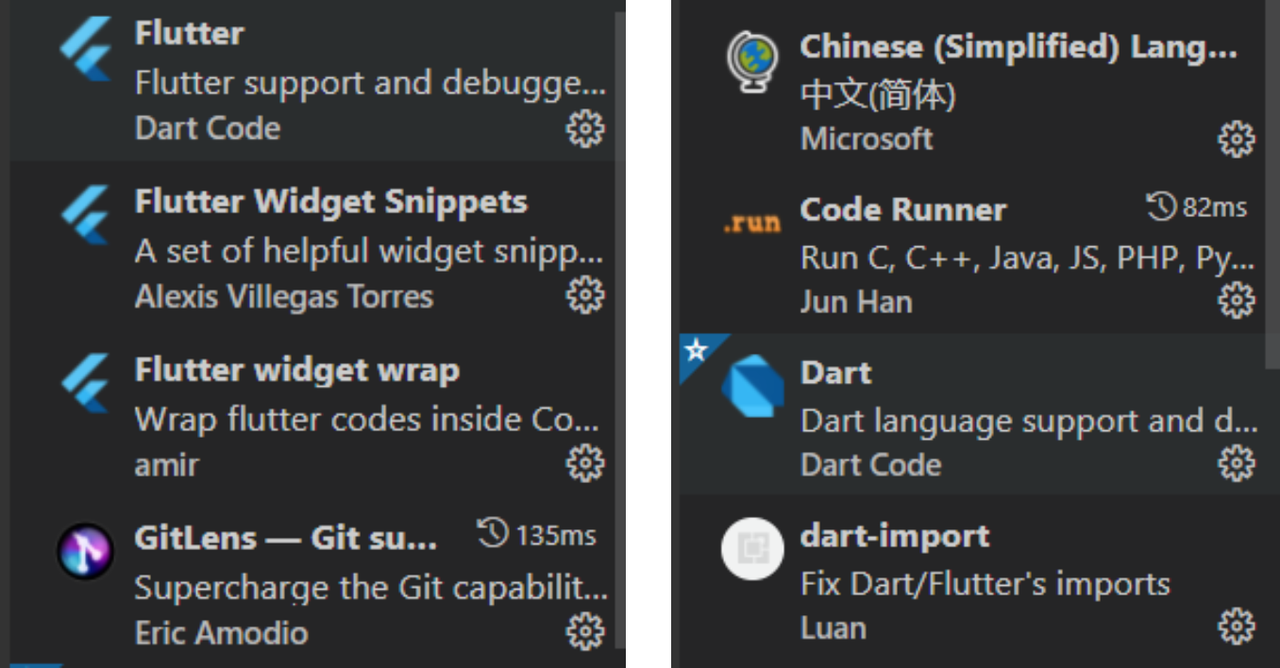 Flutter
Flutter support and debugge...
Dart Code
Flutter Widget Snippets
A set of helpful widget snipp...
Alexis Villegas Torres
Flutter widget wrap
Wrap flutter codes inside Co...
amir
GitLens — Git su... 135ms
Supercharge the Git capabilit...
Eric Amodio
Chinese (Simplified) Lang...
中文(简体)
Microsoft
.run
Code Runner 82ms
Run C, C++, Java, JS, PHP, Py...
Jun Han
Dart
Dart language support and d...
Dart Code
dart-import
Fix Dart/Flutter's imports
Luan